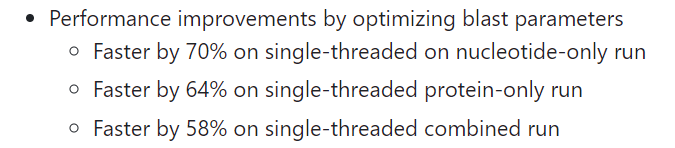 • Performance improvements by optimizing blast parameters
○ Faster by 70% on single-threaded on nucleotide-only run
○ Faster by 64% on single-threaded protein-only run
○ Faster by 58% on single-threaded combined run